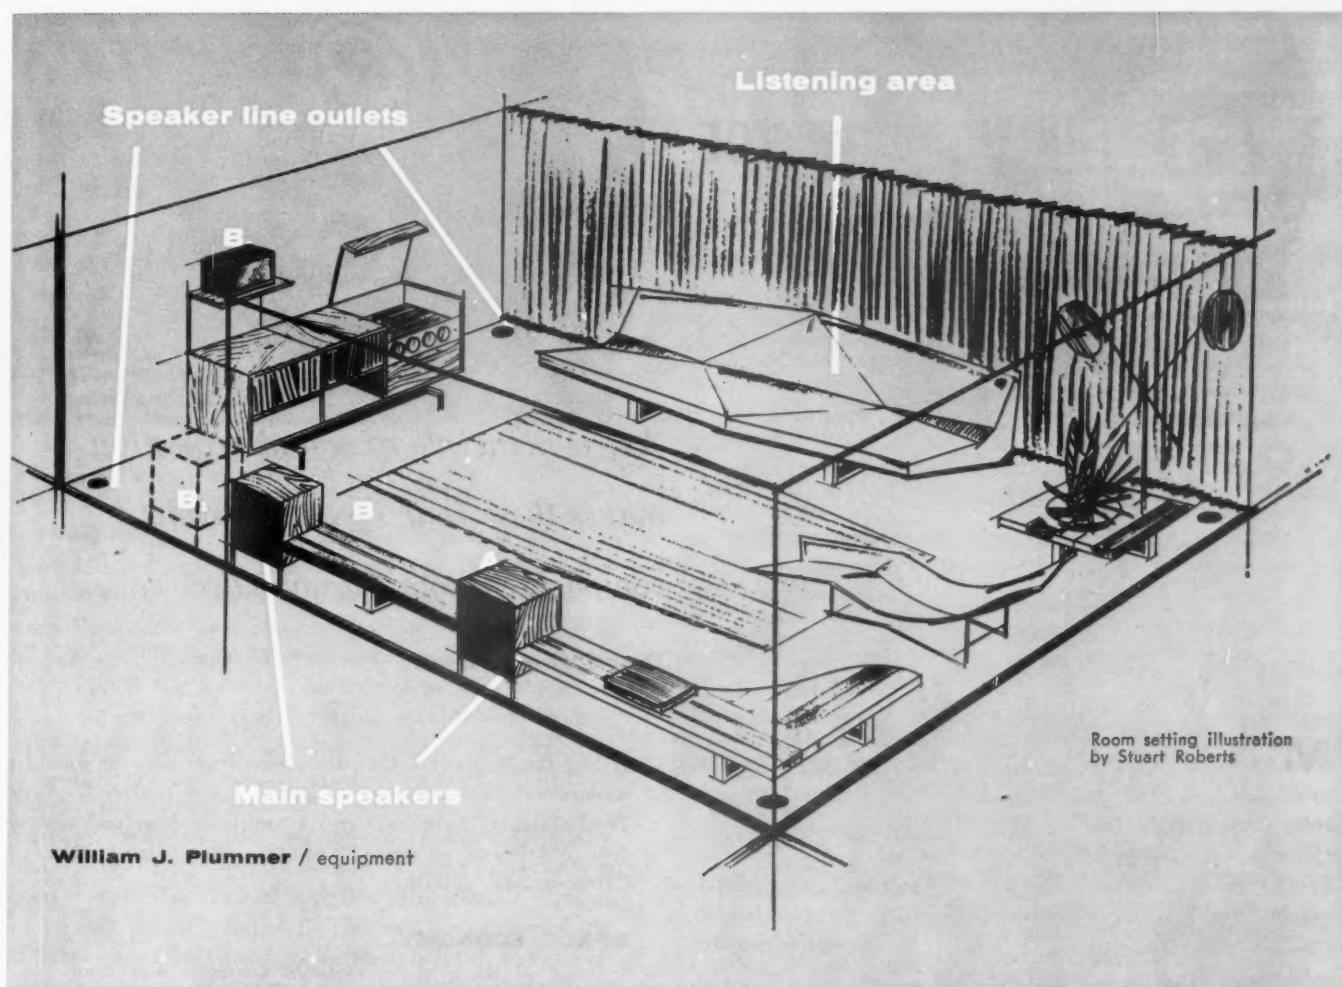 Listening area
Speaker line outlets
B
B
B
A
Main speakers
Room setting illustration
by Stuart Roberts
William J. Plummer / equipment